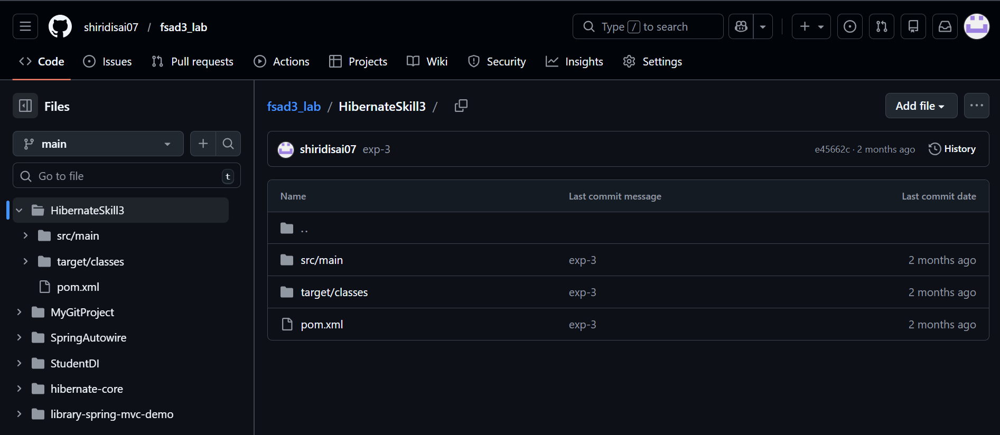 shiridisai07 / fsad3_lab
Type / to search
Code Issues Pull requests Actions Projects Wiki Security Insights Settings
Files
main
Go to file t
HibernateSkill3
src/main
target/classes
pom.xml
MyGitProject
SpringAutowire
StudentDI
hibernate-core
library-spring-mvc-demo
fsad3_lab / HibernateSkill3 /
Add file
shiridisai07 exp-3 e45662c · 2 months ago History
Name Last commit message Last commit date
..
src/main exp-3 2 months ago
target/classes exp-3 2 months ago
pom.xml exp-3 2 months ago